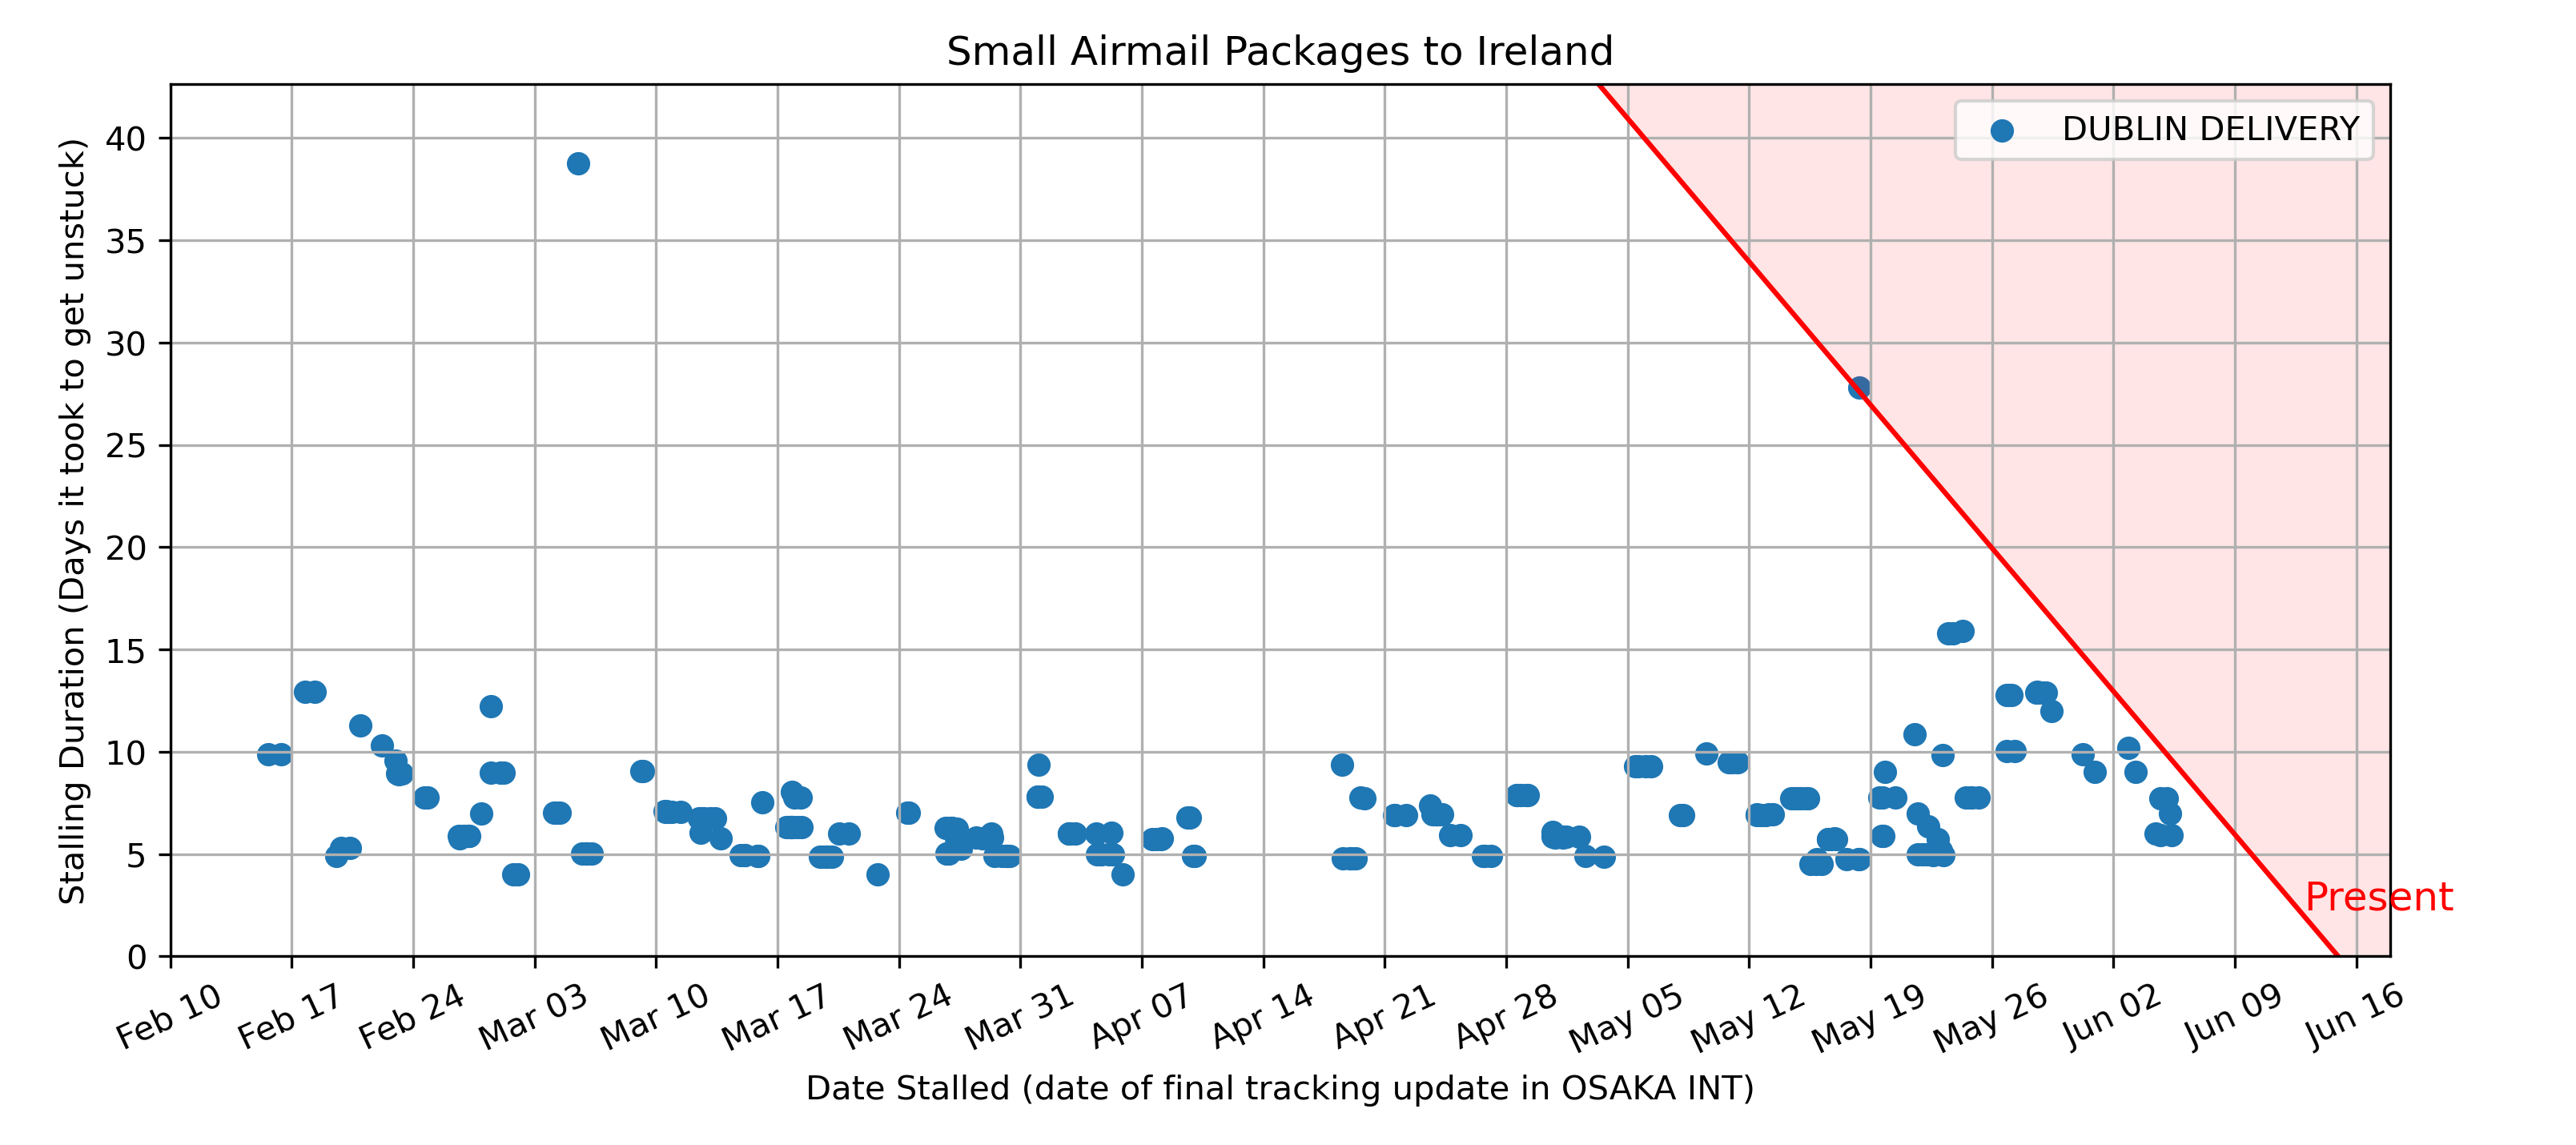 Small Airmail Packages to Ireland
DUBLIN DELIVERY
Stalling Duration (Days it took to get unstuck)
40
35
30
25
20
15
10
5
0
Present
Feb 10
Feb 17
Feb 24
Mar 03
Mar 10
Mar 17
Mar 24
Mar 31
Apr 07
Apr 14
Apr 21
Apr 28
May 05
May 12
May 19
May 26
Jun 02
Jun 09
Jun 16
Date Stalled (date of final tracking update in OSAKA INT)